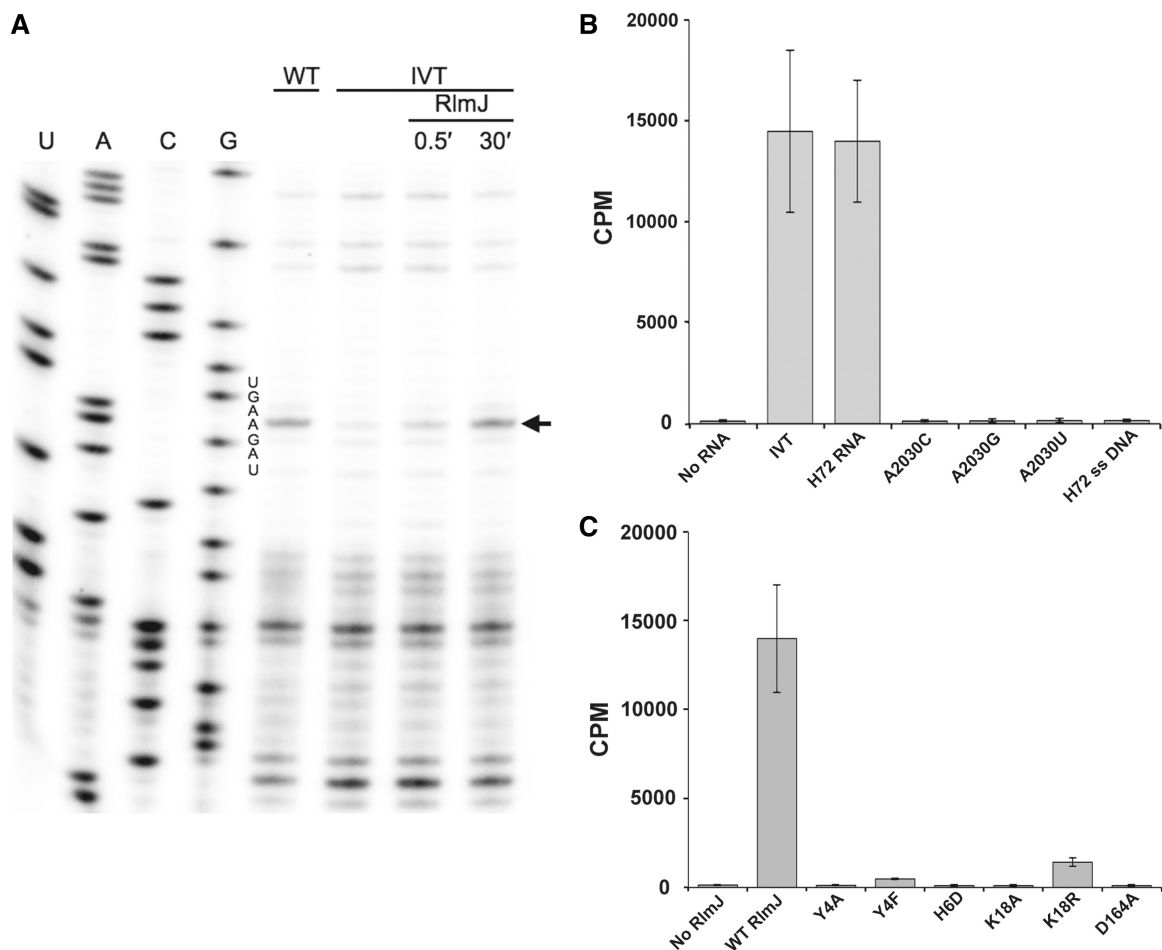 A
WT IVT
RlmJ
U A C G 0.5′ 30′
U
G
A
A
G
A
U
B
CPM
20000
15000
10000
5000
0
No RNA
IVT
H72 RNA
A2030C
A2030G
A2030U
H72 ss DNA
C
CPM
20000
15000
10000
5000
0
No RlmJ
WT RlmJ
Y4A
Y4F
H6D
K18A
K18R
D164A